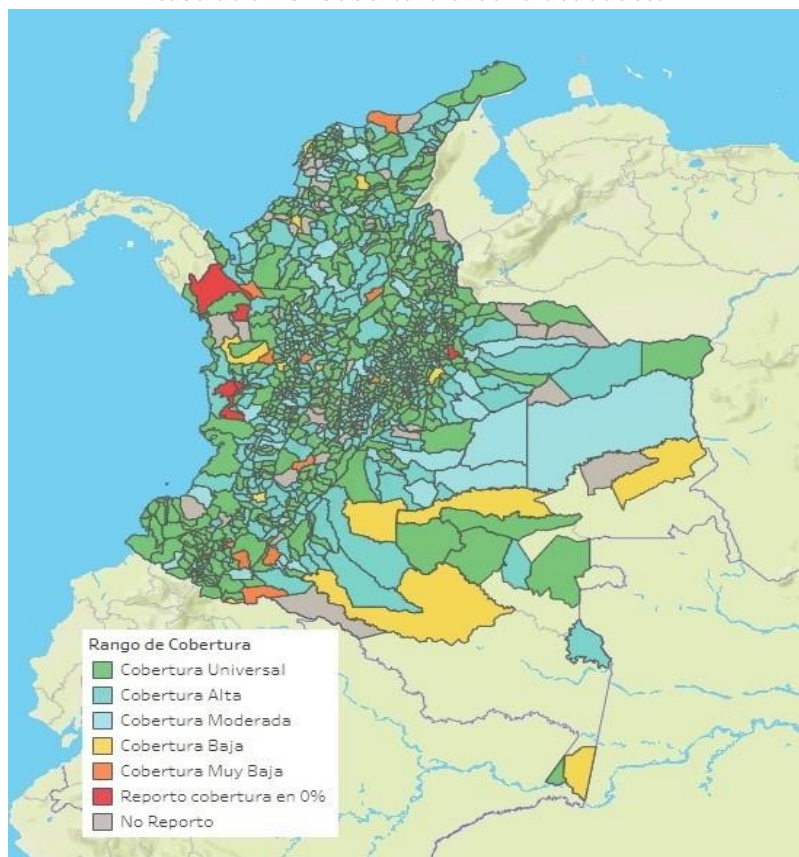 Rango de Cobertura
Cobertura Universal
Cobertura Alta
Cobertura Moderada
Cobertura Baja
Cobertura Muy Baja
Reporto cobertura en 0%
No Reporto